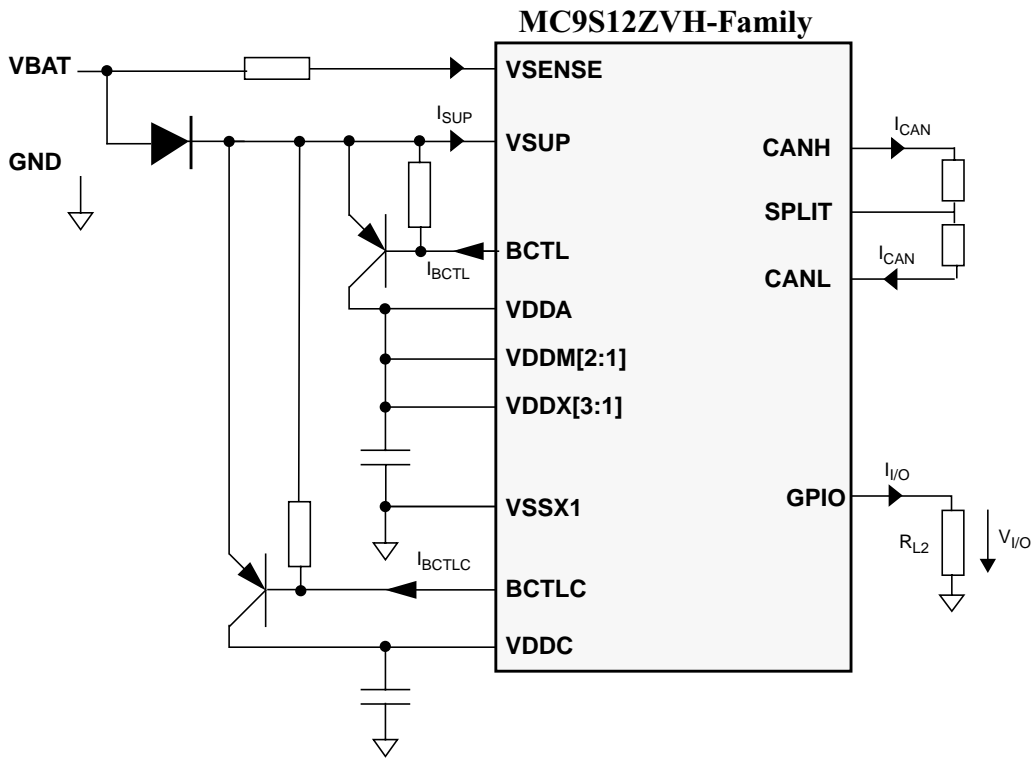 MC9S12ZVH-Family
VBAT
VSENSE
I_SUP
VSUP
GND
BCTL
I_BCTL
VDDA
VDDM[2:1]
VDDX[3:1]
VSSX1
I_BCTLC
BCTLC
VDDC
I_CAN
CANH
SPLIT
I_CAN
CANL
I_I/O
GPIO
R_L2
V_I/O